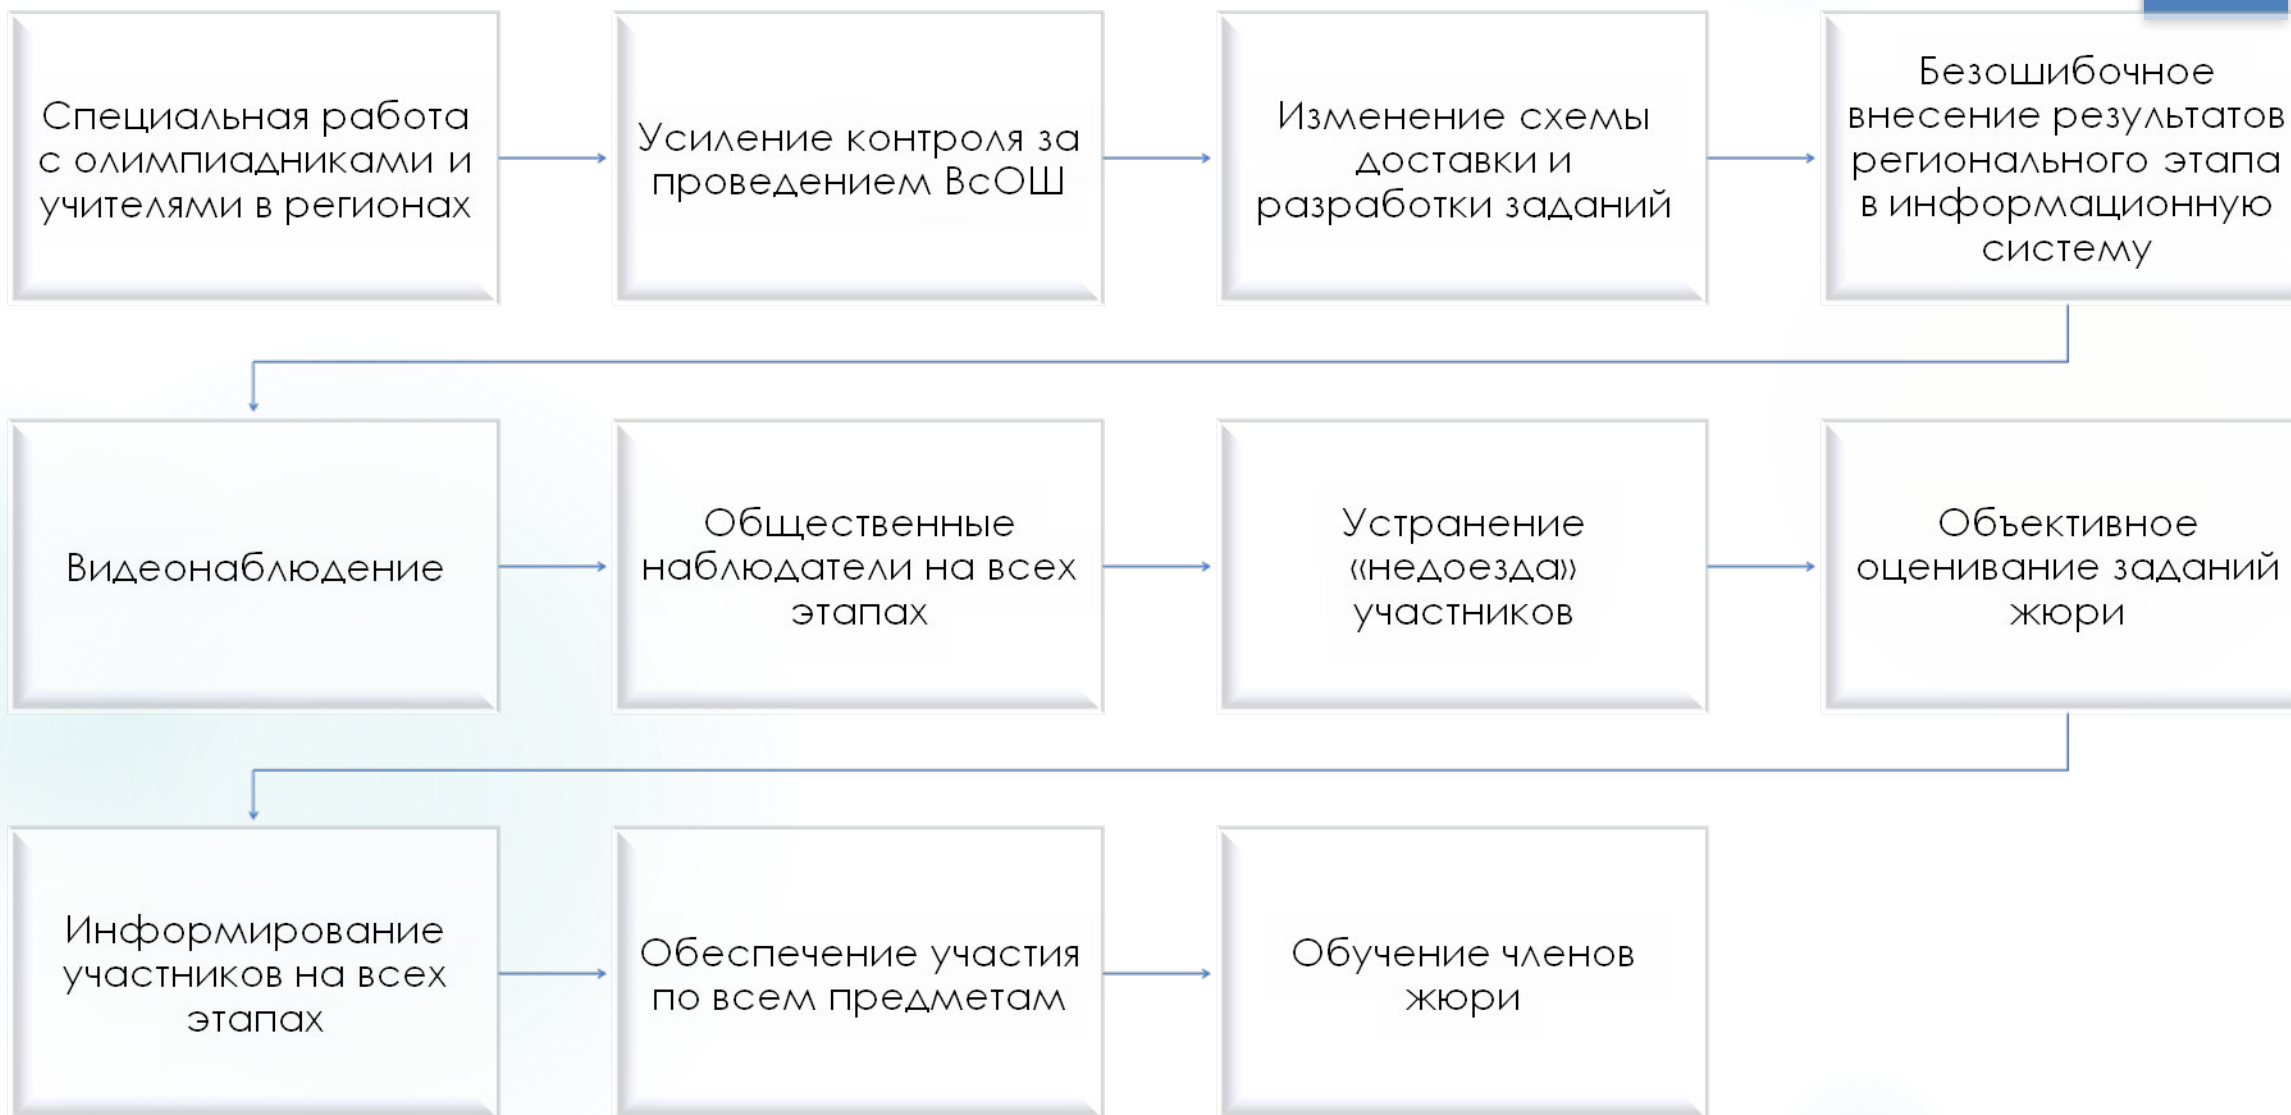 Специальная работа
с олимпиадниками и
учителями в регионах
Усиление контроля за
проведением ВсОШ
Изменение схемы
доставки и
разработки заданий
Безошибочное
внесение результатов
регионального этапа
в информационную
систему
Видеонаблюдение
Общественные
наблюдатели на всех
этапах
Устранение
«недоезда»
участников
Объективное
оценивание заданий
жюри
Информирование
участников на всех
этапах
Обеспечение участия
по всем предметам
Обучение членов
жюри